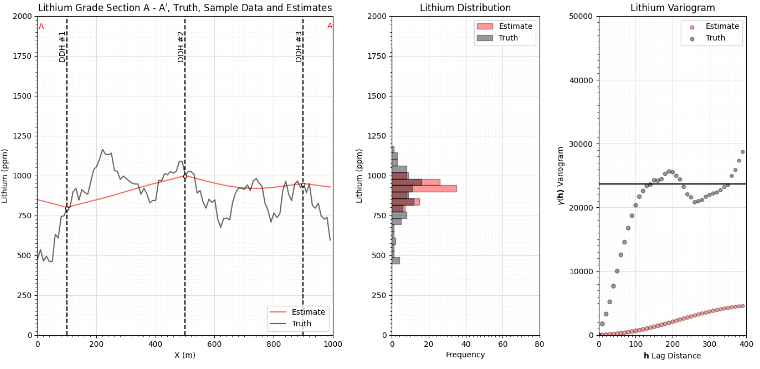 Lithium Grade Section A - A', Truth, Sample Data and Estimates
2000
1750
1500
1250
1000
750
500
250
0
Lithium (ppm)
A
A
DDH #1
DDH #2
DDH #3
Estimate
Truth
0
200
400
600
800
1000
X (m)
Lithium Distribution
2000
1750
1500
1250
1000
750
500
250
0
Lithium (ppm)
Estimate
Truth
0
20
40
60
80
Frequency
Lithium Variogram
50000
40000
30000
20000
10000
0
γ(h) Variogram
Estimate
Truth
0
100
200
300
400
h Lag Distance